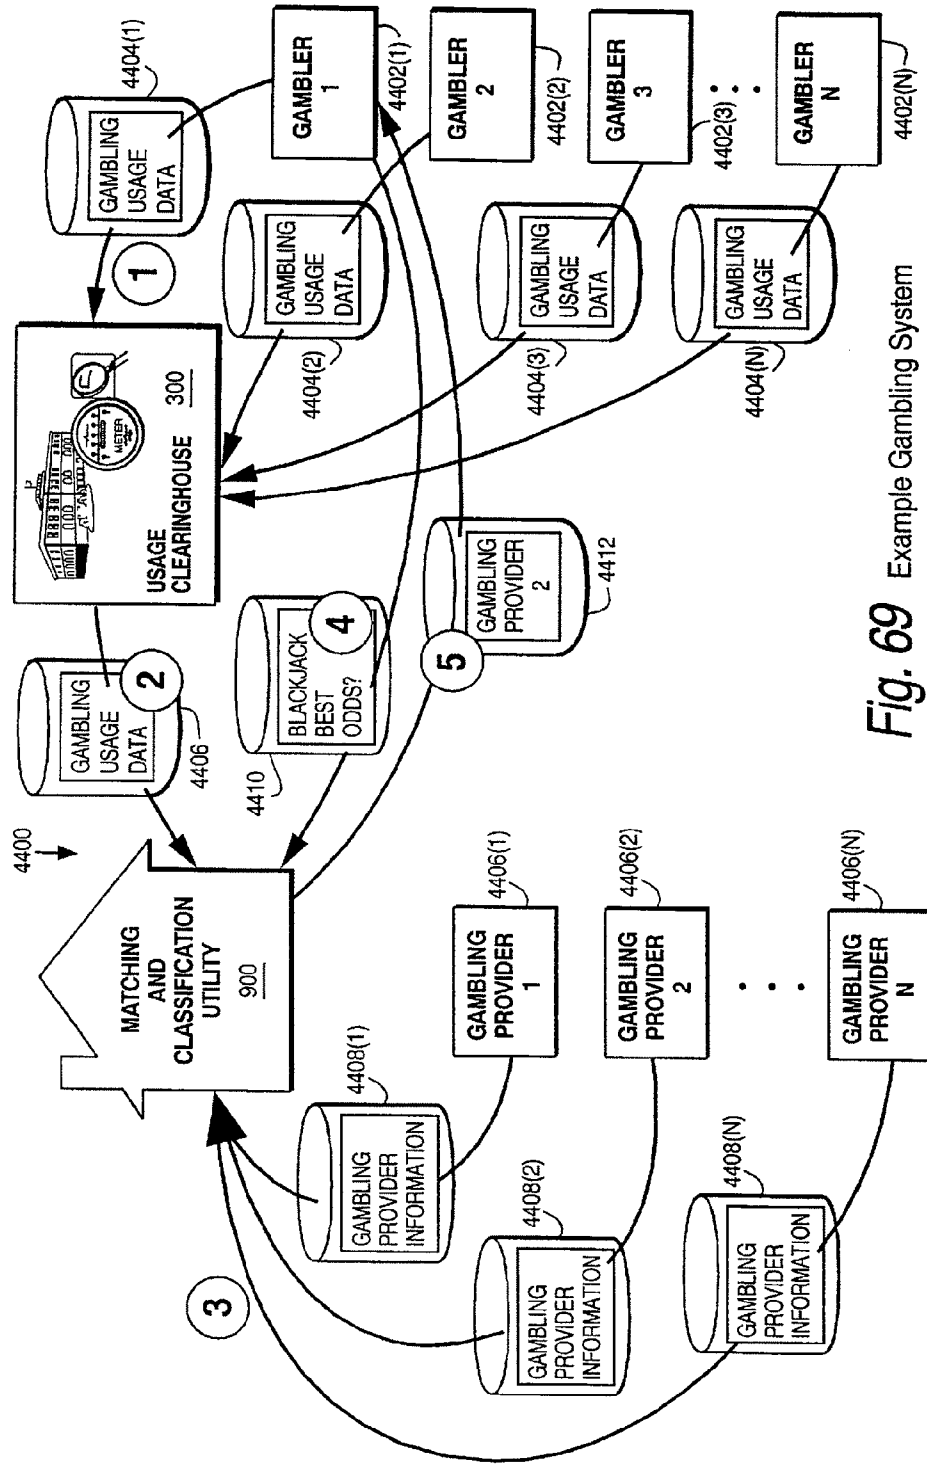 4400
MATCHING
AND
CLASSIFICATION
UTILITY
900
GAMBLING
USAGE
DATA
4406
2
USAGE
CLEARINGHOUSE
300
METER
1
GAMBLING
USAGE
DATA
4404(1)
GAMBLING
USAGE
DATA
4404(2)
GAMBLING
USAGE
DATA
4404(3)
GAMBLING
USAGE
DATA
4404(N)
GAMBLER
1
4402(1)
GAMBLER
2
4402(2)
GAMBLER
3
4402(3)
GAMBLER
N
4402(N)
4410
BLACKJACK
BEST
ODDS?
4
5
GAMBLING
PROVIDER
2
4412
3
GAMBLING
PROVIDER
INFORMATION
4408(1)
GAMBLING
PROVIDER
INFORMATION
4408(2)
GAMBLING
PROVIDER
INFORMATION
4408(N)
GAMBLING
PROVIDER
1
4406(1)
GAMBLING
PROVIDER
2
4406(2)
GAMBLING
PROVIDER
N
4406(N)
Fig. 69 Example Gambling System